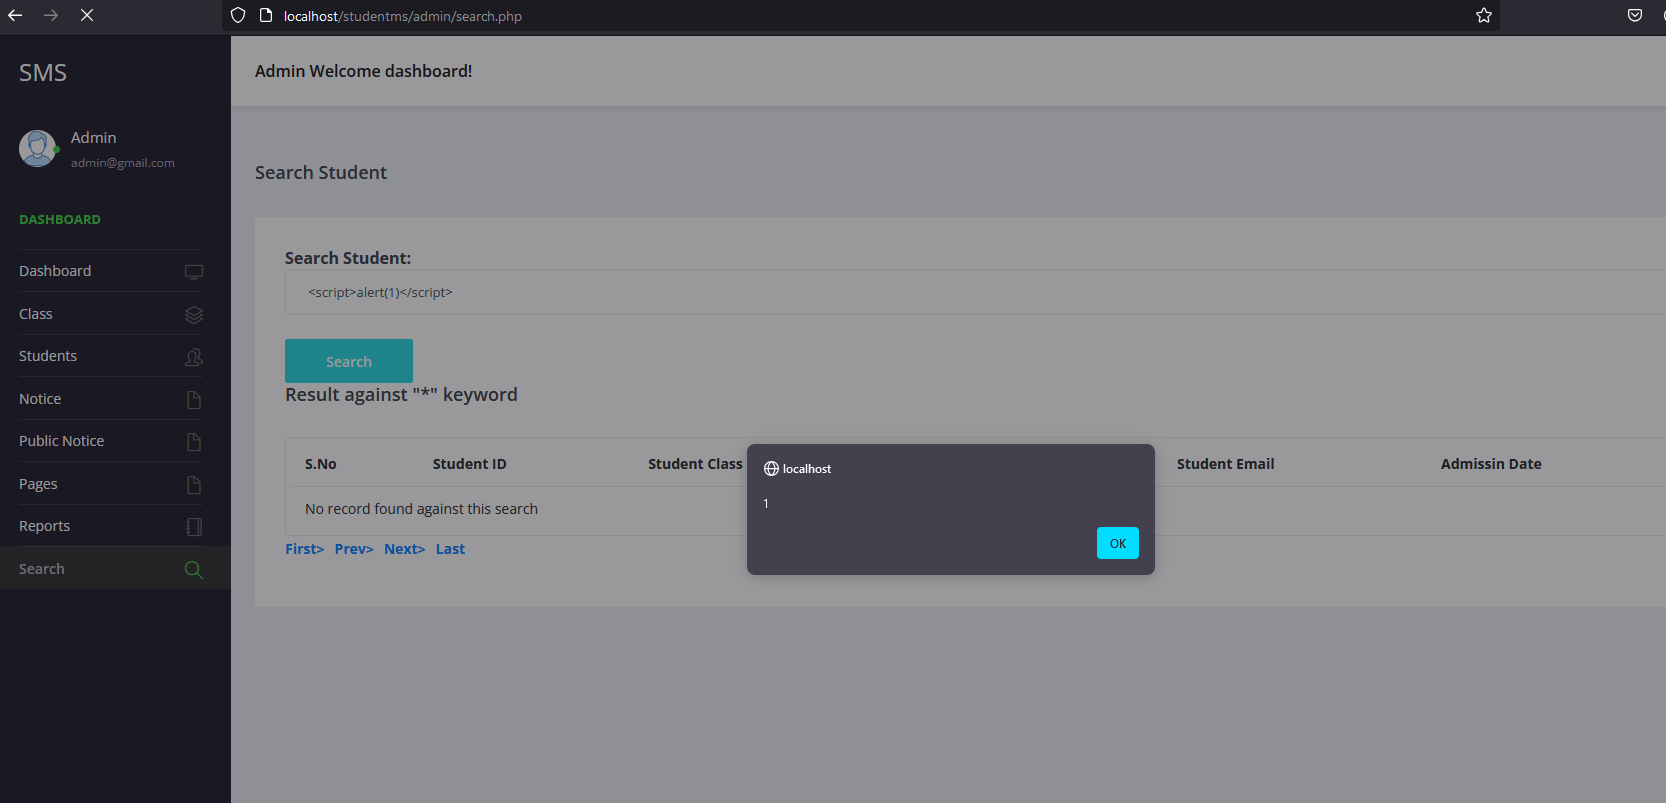 localhost/studentms/admin/search.php
SMS
Admin Welcome dashboard!
Admin
admin@gmail.com
Search Student
DASHBOARD
Dashboard
Class
Students
Notice
Public Notice
Pages
Reports
Search
Search Student:
<script>alert(1)</script>
Search
Result against "*" keyword
S.No Student ID Student Class Student Email Admissin Date
No record found against this search
First> Prev> Next> Last
localhost
1
OK